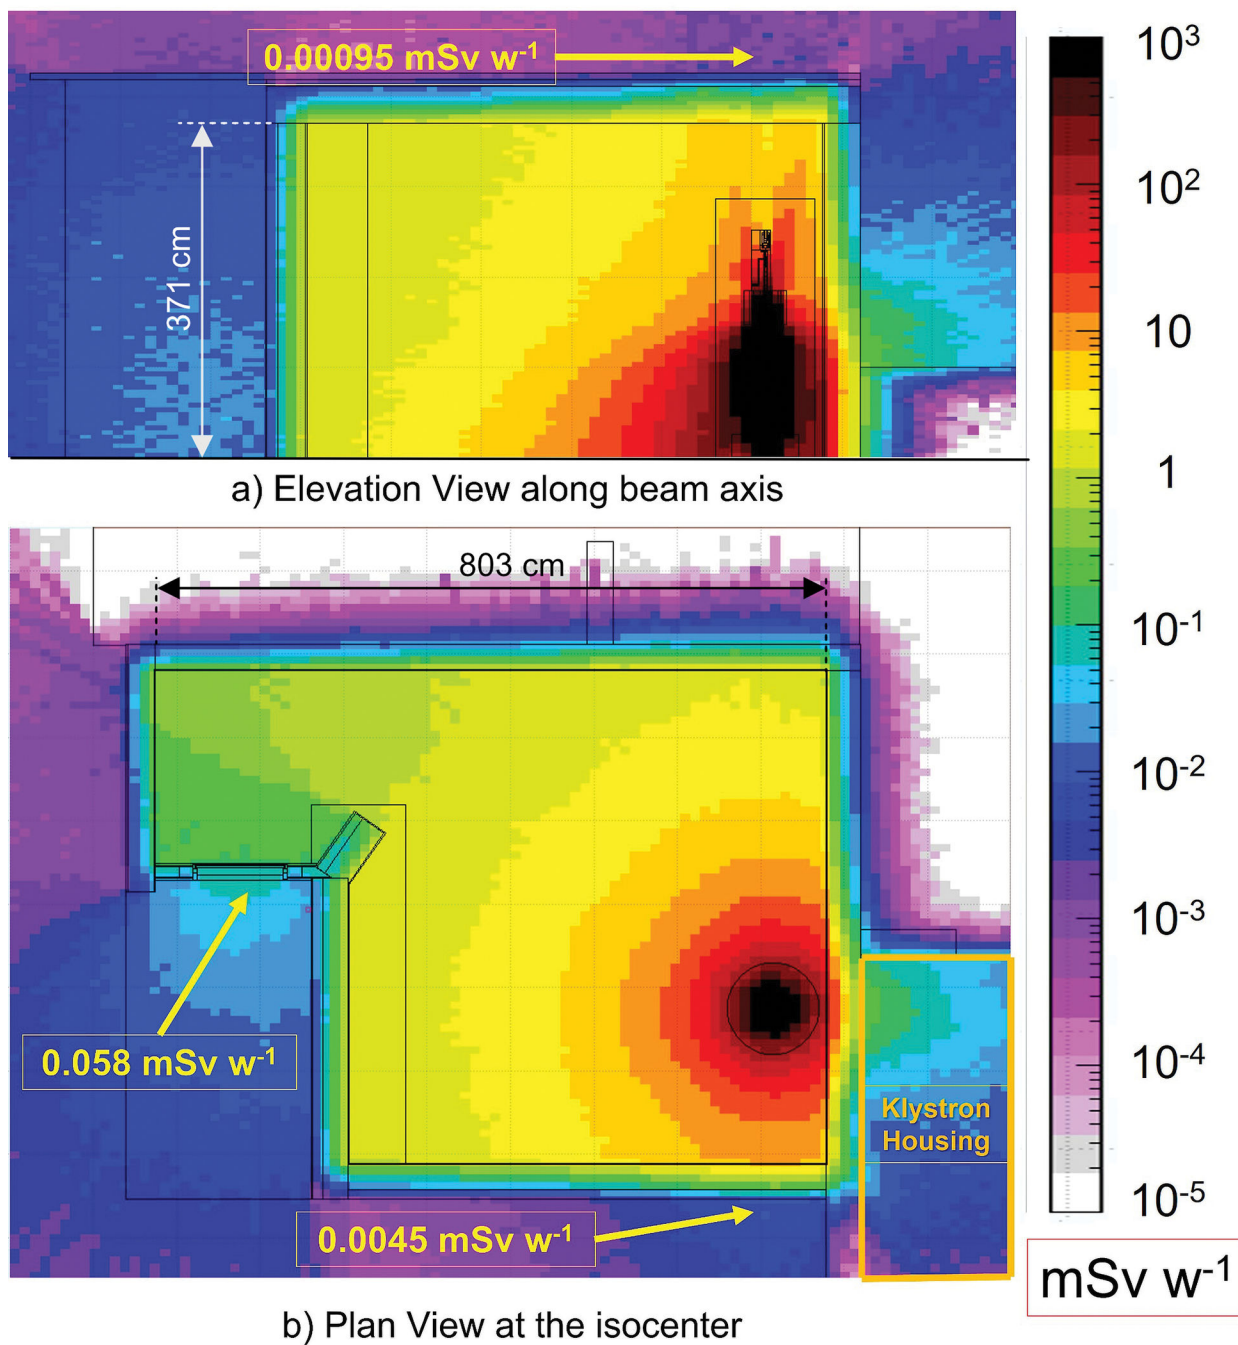 0.00095 mSv w-1
371 cm
a) Elevation View along beam axis
803 cm
0.058 mSv w-1
0.0045 mSv w-1
Klystron
Housing
b) Plan View at the isocenter
10³
10²
10
1
10-1
10-2
10-3
10-4
10-5
mSv w-1